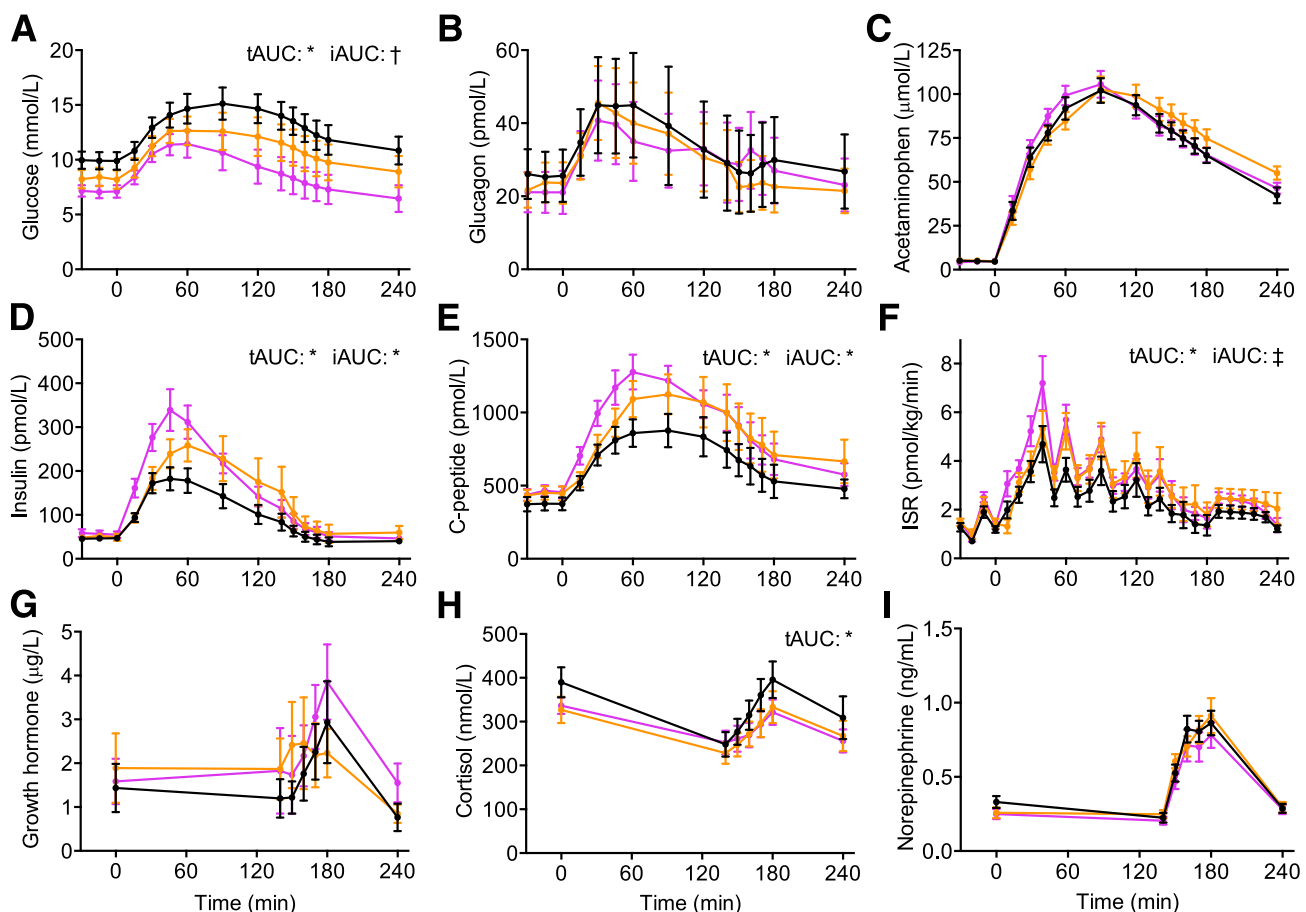 A
tAUC: * iAUC: †
Glucose (mmol/L)
20
15
10
5
0
0 60 120 180 240
B
Glucagon (pmol/L)
60
40
20
0
0 60 120 180 240
C
Acetaminophen (μmol/L)
125
100
75
50
25
0
0 60 120 180 240
D
tAUC: * iAUC: *
Insulin (pmol/L)
500
400
300
200
100
0
0 60 120 180 240
E
tAUC: * iAUC: *
C-peptide (pmol/L)
1500
1000
500
0
0 60 120 180 240
F
tAUC: * iAUC: ‡
ISR (pmol/kg/min)
8
6
4
2
0
0 60 120 180 240
G
Growth hormone (μg/L)
5
4
3
2
1
0
0 60 120 180 240
Time (min)
H
tAUC: *
Cortisol (nmol/L)
400
300
200
100
0
0 60 120 180 240
Time (min)
I
Norepinephrine (ng/mL)
1.5
1.0
0.5
0.0
0 60 120 180 240
Time (min)